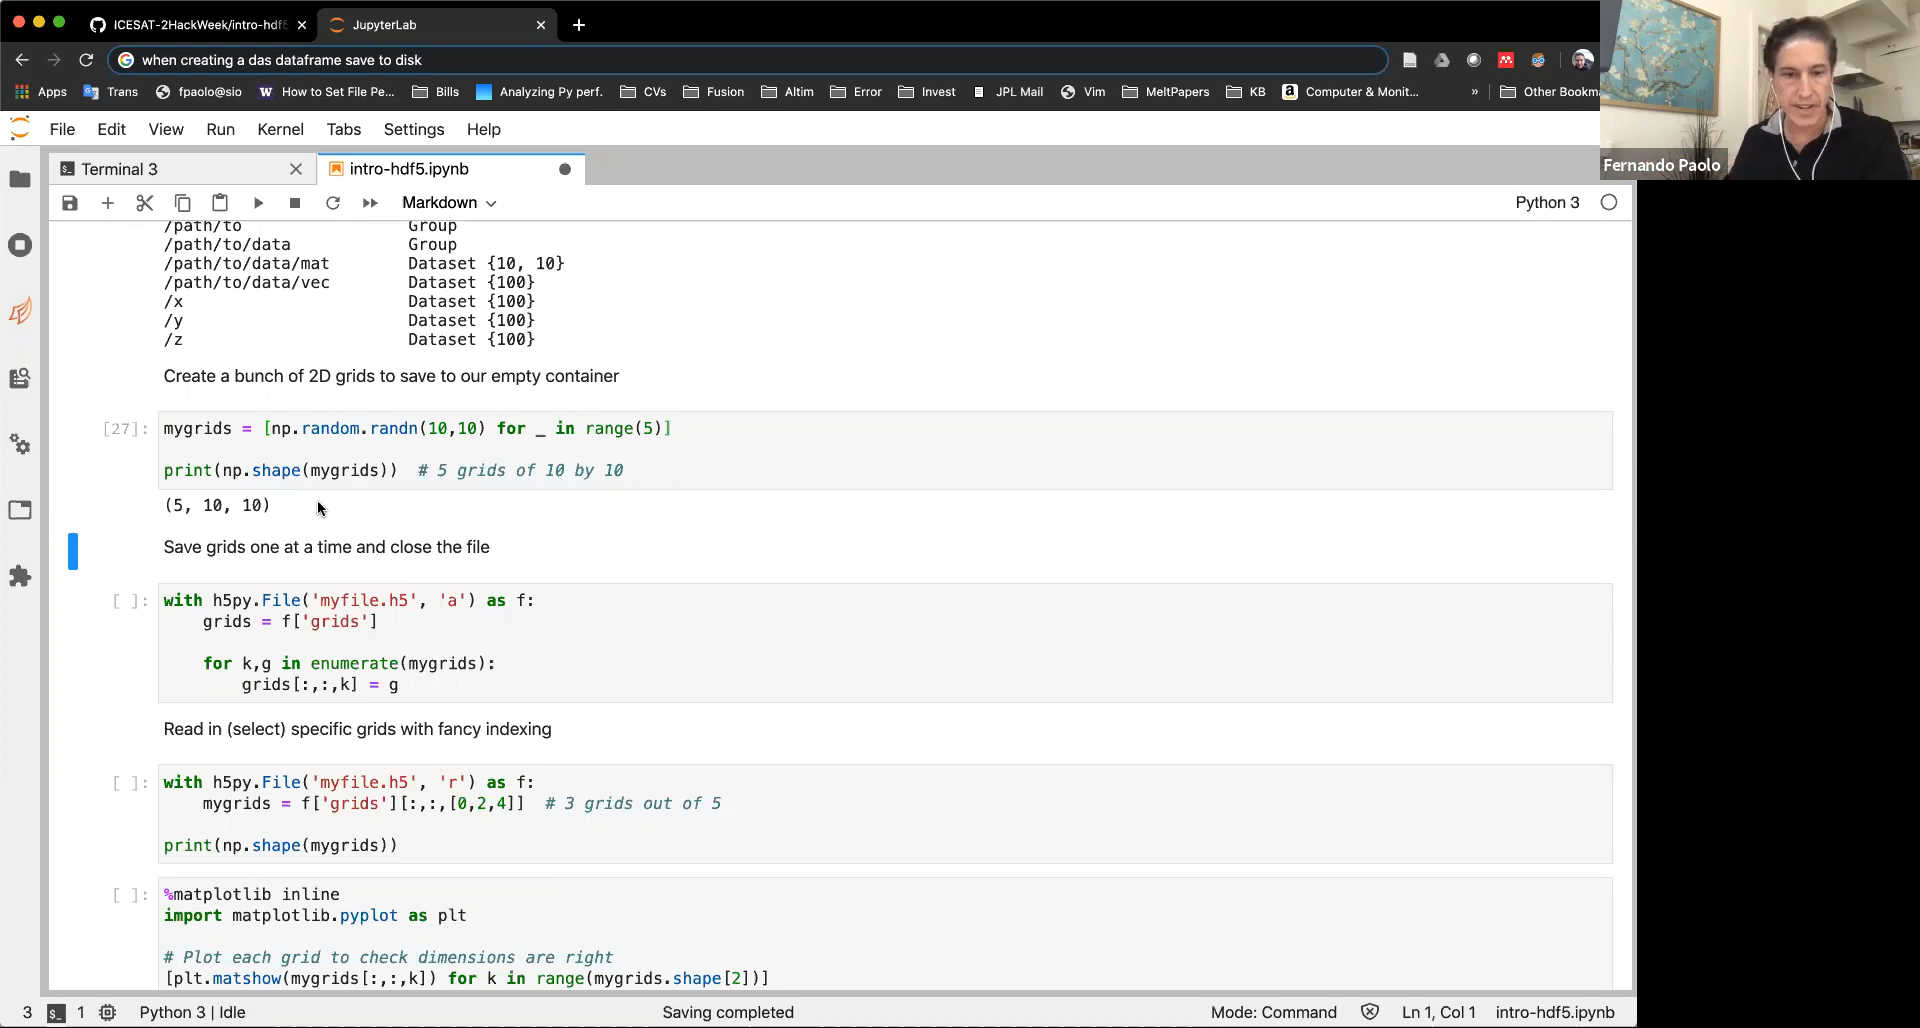 ICESAT-2HackWeek/intro-hdf5
JupyterLab
when creating a das dataframe save to disk
Apps
Trans
fpaolo@sio
How to Set File Pe...
Bills
Analyzing Py perf.
CVs
Fusion
Altim
Error
Invest
JPL Mail
Vim
MeltPapers
KB
Computer & Monit...
»
Other Bookma
File Edit View Run Kernel Tabs Settings Help
Fernando Paolo
Terminal 3
intro-hdf5.ipynb
Markdown
Python 3
/path/to Group
/path/to/data Group
/path/to/data/mat Dataset {10, 10}
/path/to/data/vec Dataset {100}
/x Dataset {100}
/y Dataset {100}
/z Dataset {100}
Create a bunch of 2D grids to save to our empty container
[27]: mygrids = [np.random.randn(10,10) for _ in range(5)]
print(np.shape(mygrids)) # 5 grids of 10 by 10
(5, 10, 10)
Save grids one at a time and close the file
[ ]: with h5py.File('myfile.h5', 'a') as f:
grids = f['grids']
for k,g in enumerate(mygrids):
grids[:,:,k] = g
Read in (select) specific grids with fancy indexing
[ ]: with h5py.File('myfile.h5', 'r') as f:
mygrids = f['grids'][:,:,[0,2,4]] # 3 grids out of 5
print(np.shape(mygrids))
[ ]: %matplotlib inline
import matplotlib.pyplot as plt
# Plot each grid to check dimensions are right
[plt.matshow(mygrids[:,:,k]) for k in range(mygrids.shape[2])]
3 1 Python 3 | Idle Saving completed Mode: Command Ln 1, Col 1 intro-hdf5.ipynb